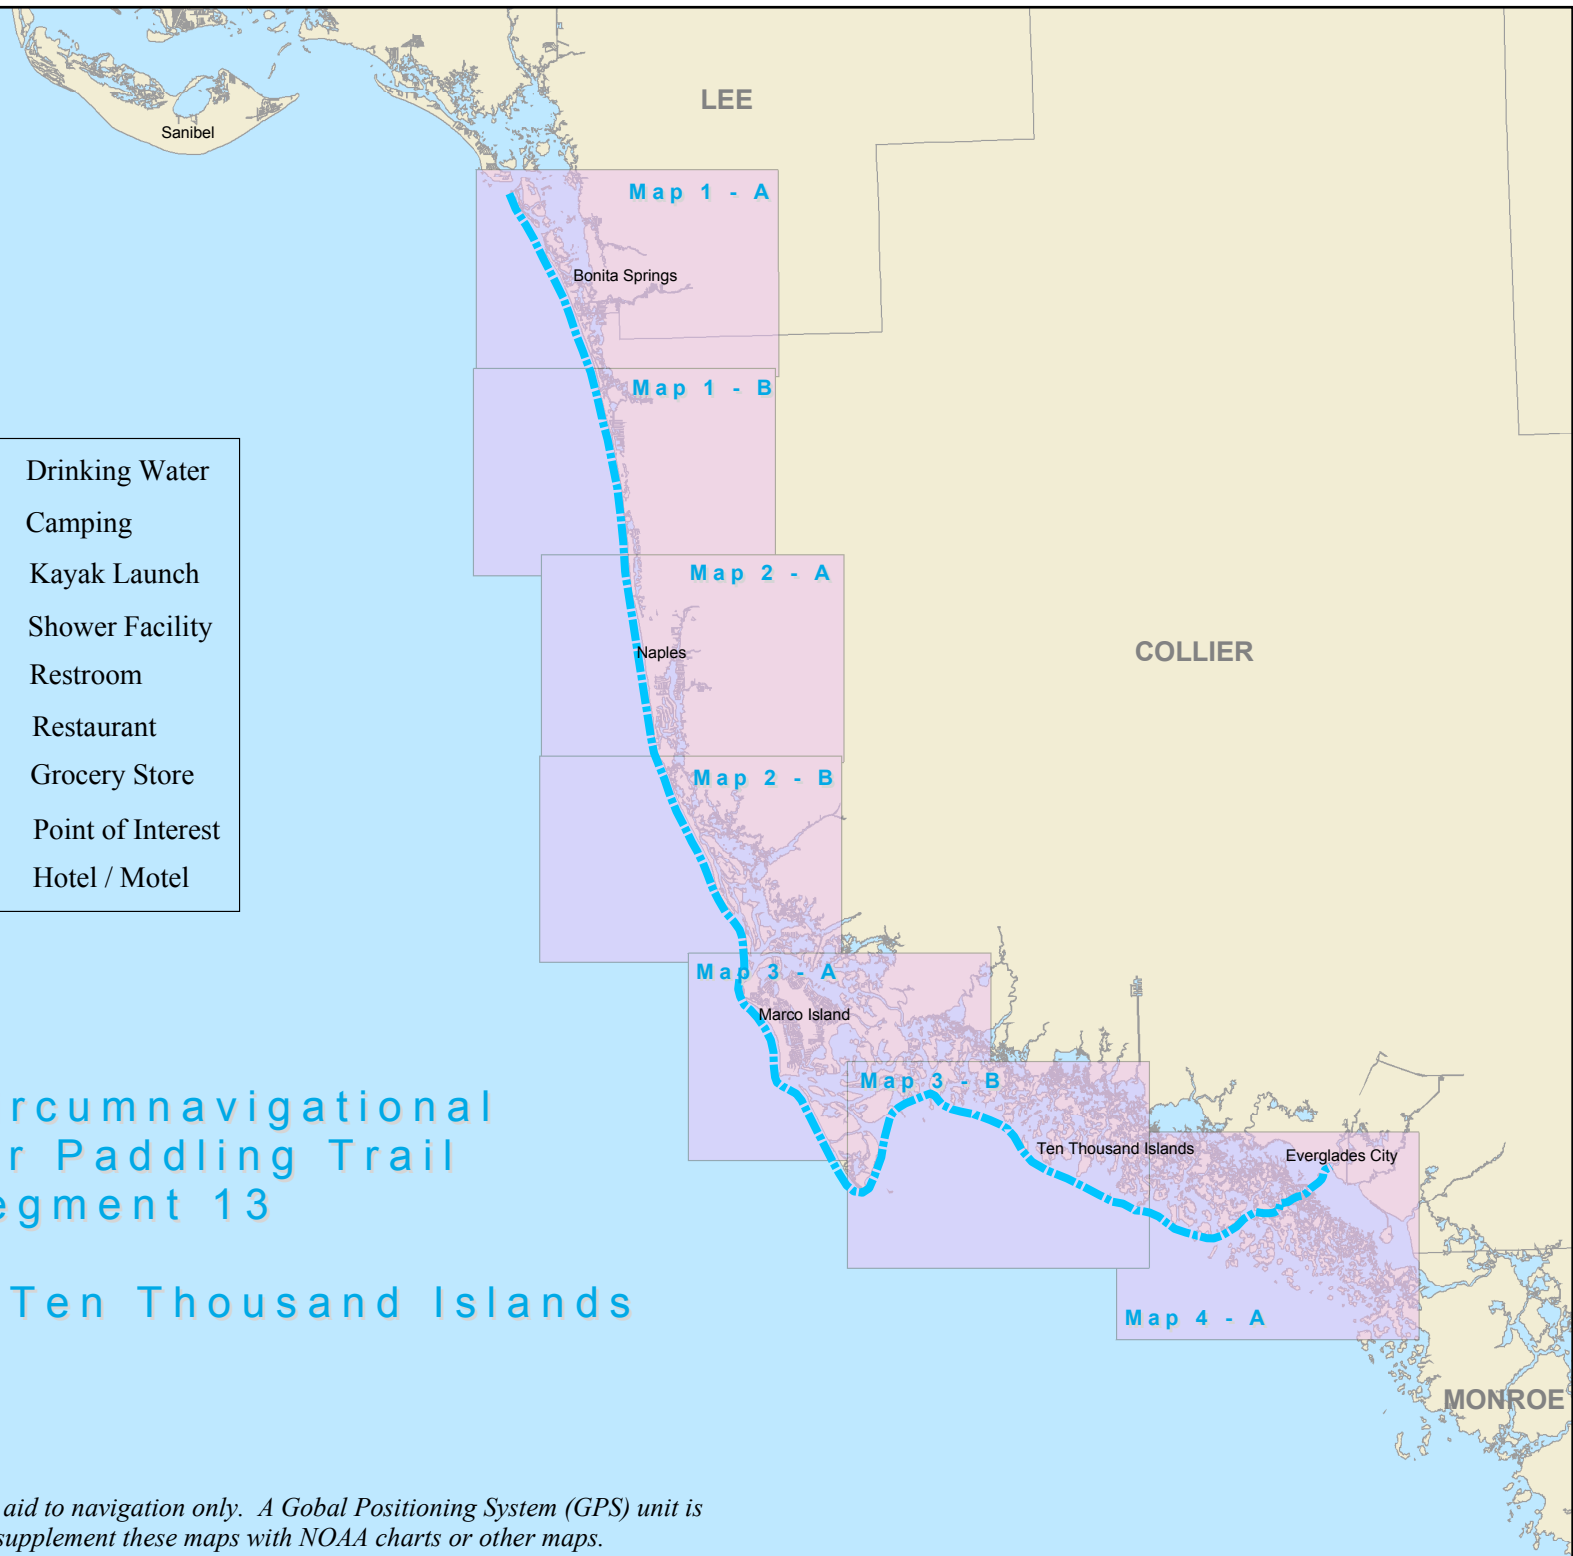 LEE
Sanibel
Map 1 - A
Bonita Springs
Map 1 - B
Drinking Water
Camping
Kayak Launch
Shower Facility
Restroom
Restaurant
Grocery Store
Point of Interest
Hotel / Motel
Map 2 - A
Naples
COLLIER
Map 2 - B
Map 3 - A
Marco Island
Map 3 - B
Ten Thousand Islands
Everglades City
rcumnavigational
r Paddling Trail
egment 13
Ten Thousand Islands
Map 4 - A
MONROE
aid to navigation only. A Gobal Positioning System (GPS) unit is
supplement these maps with NOAA charts or other maps.